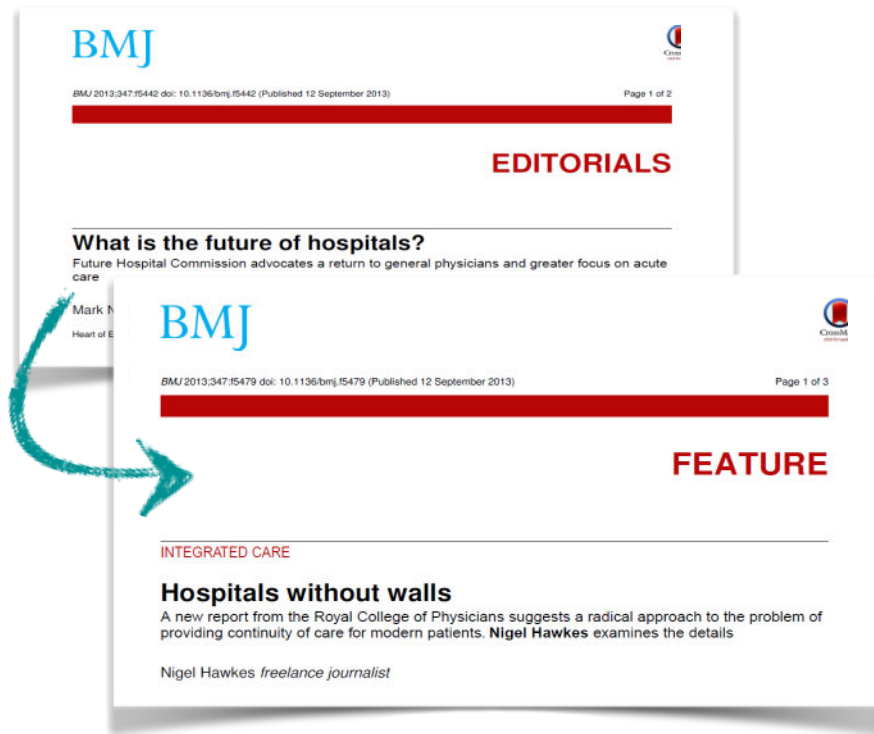 BMJ
BMJ 2013;347:f5442 doi: 10.1136/bmj.f5442 (Published 12 September 2013)
Page 1 of 2
EDITORIALS
What is the future of hospitals?
Future Hospital Commission advocates a return to general physicians and greater focus on acute
care
Mark
Heart of
BMJ
BMJ 2013;347:f5479 doi: 10.1136/bmj.f5479 (Published 12 September 2013)
Page 1 of 3
FEATURE
INTEGRATED CARE
Hospitals without walls
A new report from the Royal College of Physicians suggests a radical approach to the problem of
providing continuity of care for modern patients. Nigel Hawkes examines the details
Nigel Hawkes freelance journalist